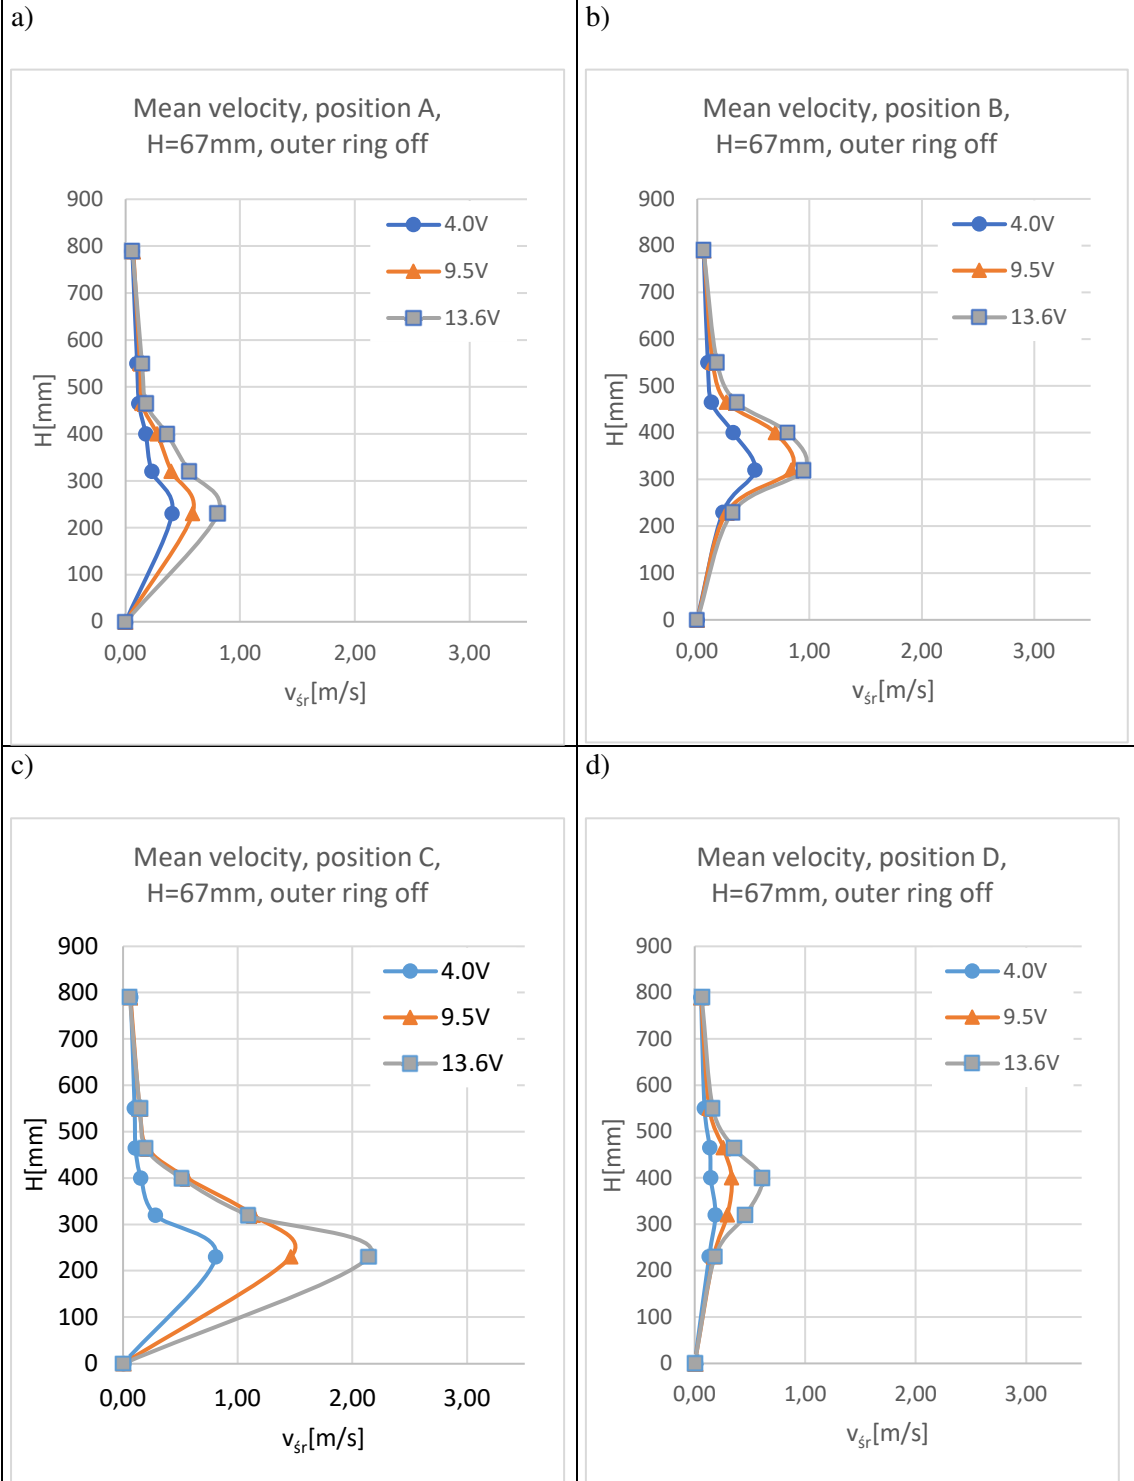 a)
Mean velocity, position A,
H=67mm, outer ring off
900
800
700
600
500
400
300
200
100
0
H[mm]
4.0V
9.5V
13.6V
0,00 1,00 2,00 3,00
vśr[m/s]
b)
Mean velocity, position B,
H=67mm, outer ring off
900
800
700
600
500
400
300
200
100
0
H[mm]
4.0V
9.5V
13.6V
0,00 1,00 2,00 3,00
vśr[m/s]
c)
Mean velocity, position C,
H=67mm, outer ring off
900
800
700
600
500
400
300
200
100
0
H[mm]
4.0V
9.5V
13.6V
0,00 1,00 2,00 3,00
vśr[m/s]
d)
Mean velocity, position D,
H=67mm, outer ring off
900
800
700
600
500
400
300
200
100
0
H[mm]
4.0V
9.5V
13.6V
0,00 1,00 2,00 3,00
vśr[m/s]